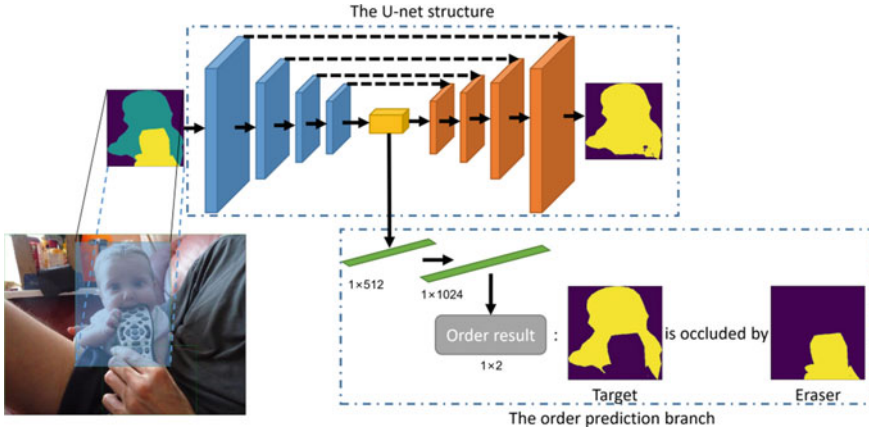 The U-net structure
1×512
1×1024
Order result
1×2
:
is occluded by
Target
Eraser
The order prediction branch